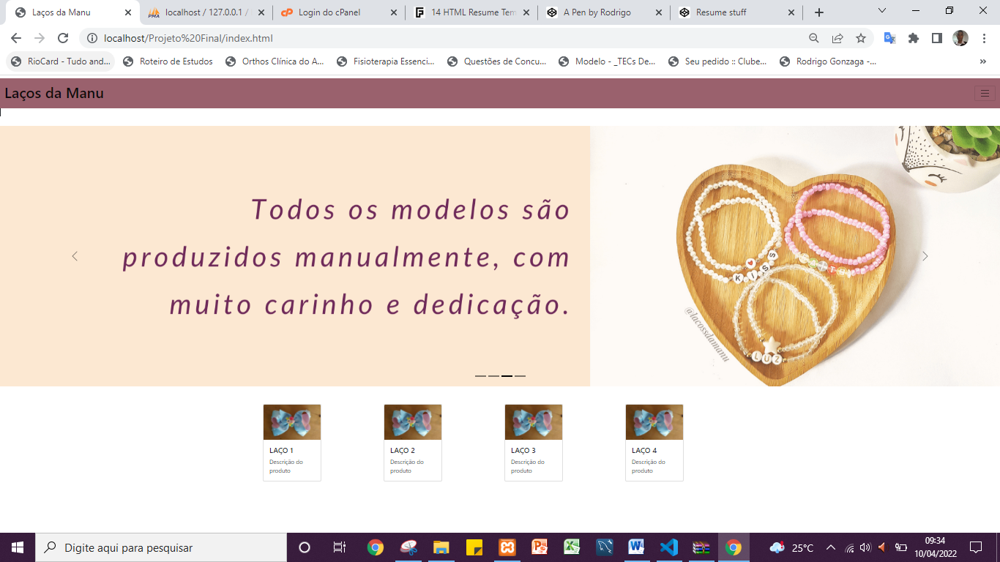 Laços da Manu
localhost / 127.0.0.1 /
Login do cPanel
14 HTML Resume Tem
A Pen by Rodrigo
Resume stuff
localhost/Projeto%20Final/index.html
RioCard - Tudo and...
Roteiro de Estudos
Orthos Clínica do A...
Fisioterapia Essenci...
Questões de Concu...
Modelo - _TECs De...
Seu pedido :: Clube...
Rodrigo Gonzaga -...
»
Laços da Manu
Todos os modelos são
produzidos manualmente, com
muito carinho e dedicação.
KISS
LUZ
@lacossdamanu
LAÇO 1
Descrição do
produto
LAÇO 2
Descrição do
produto
LAÇO 3
Descrição do
produto
LAÇO 4
Descrição do
produto
Digite aqui para pesquisar
25°C
09:34
10/04/2022